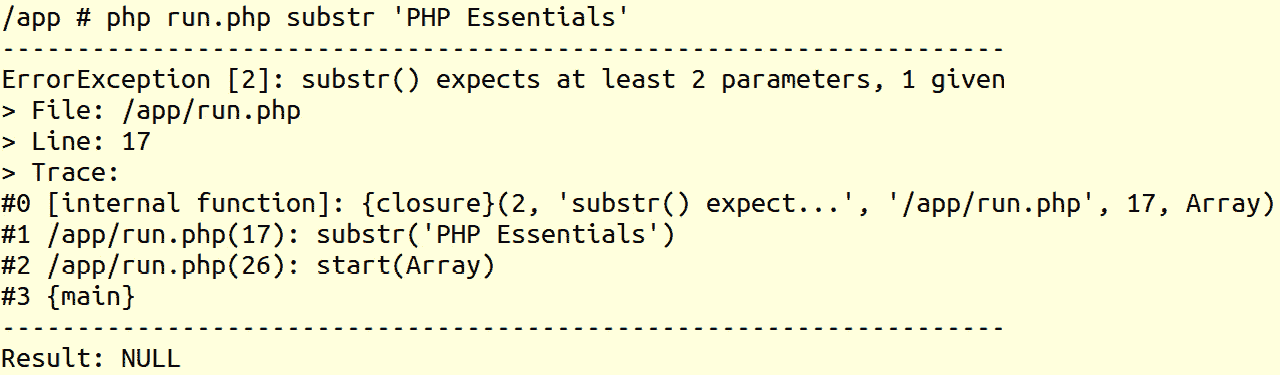 /app # php run.php substr 'PHP Essentials'
-------------------------------------------------------------------
ErrorException [2]: substr() expects at least 2 parameters, 1 given
> File: /app/run.php
> Line: 17
> Trace:
#0 [internal function]: {closure}(2, 'substr() expect...', '/app/run.php', 17, Array)
#1 /app/run.php(17): substr('PHP Essentials')
#2 /app/run.php(26): start(Array)
#3 {main}
-------------------------------------------------------------------
Result: NULL